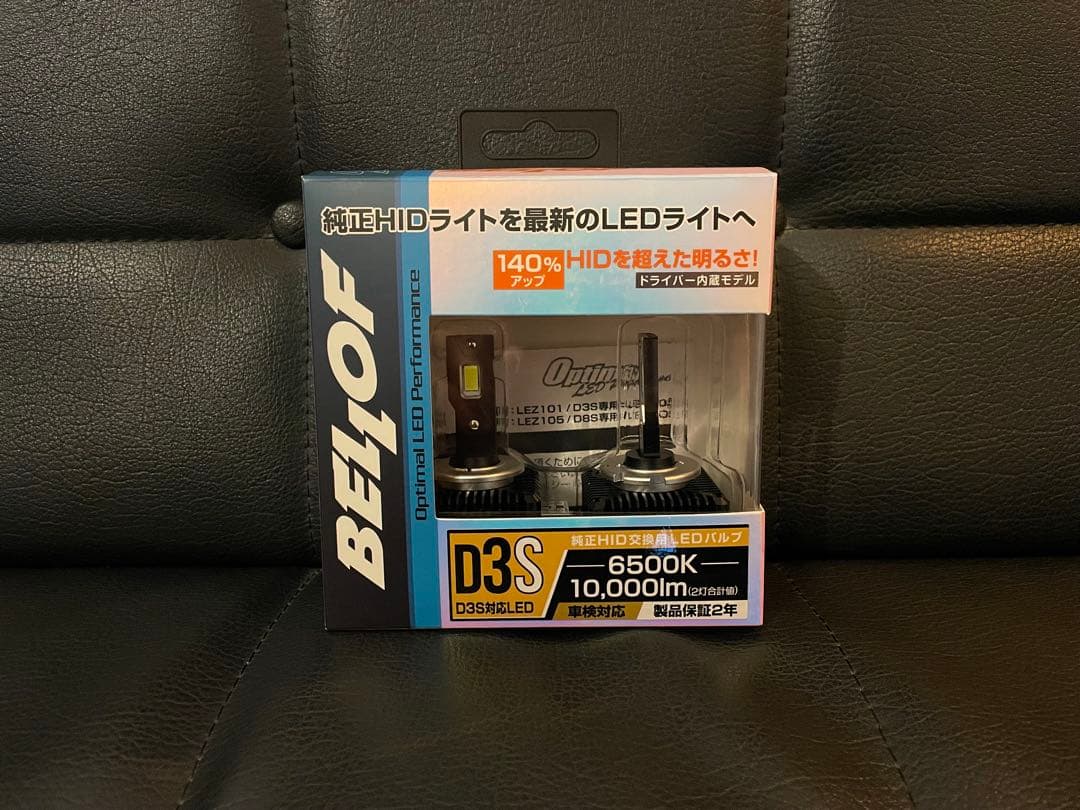 純正HIDライトを最新のLEDライトへ
140%
アップ
HIDを超えた明るさ!
ドライバー内蔵モデル
BELLOF
Optimal LED Performance
LEZ101 / D3S専用
LEZ105 / D8S専用
頂くために
D3S
D3S対応LED
純正HID交換用LEDバルブ
6500K
10,000lm(2灯合計値)
車検対応
製品保証2年